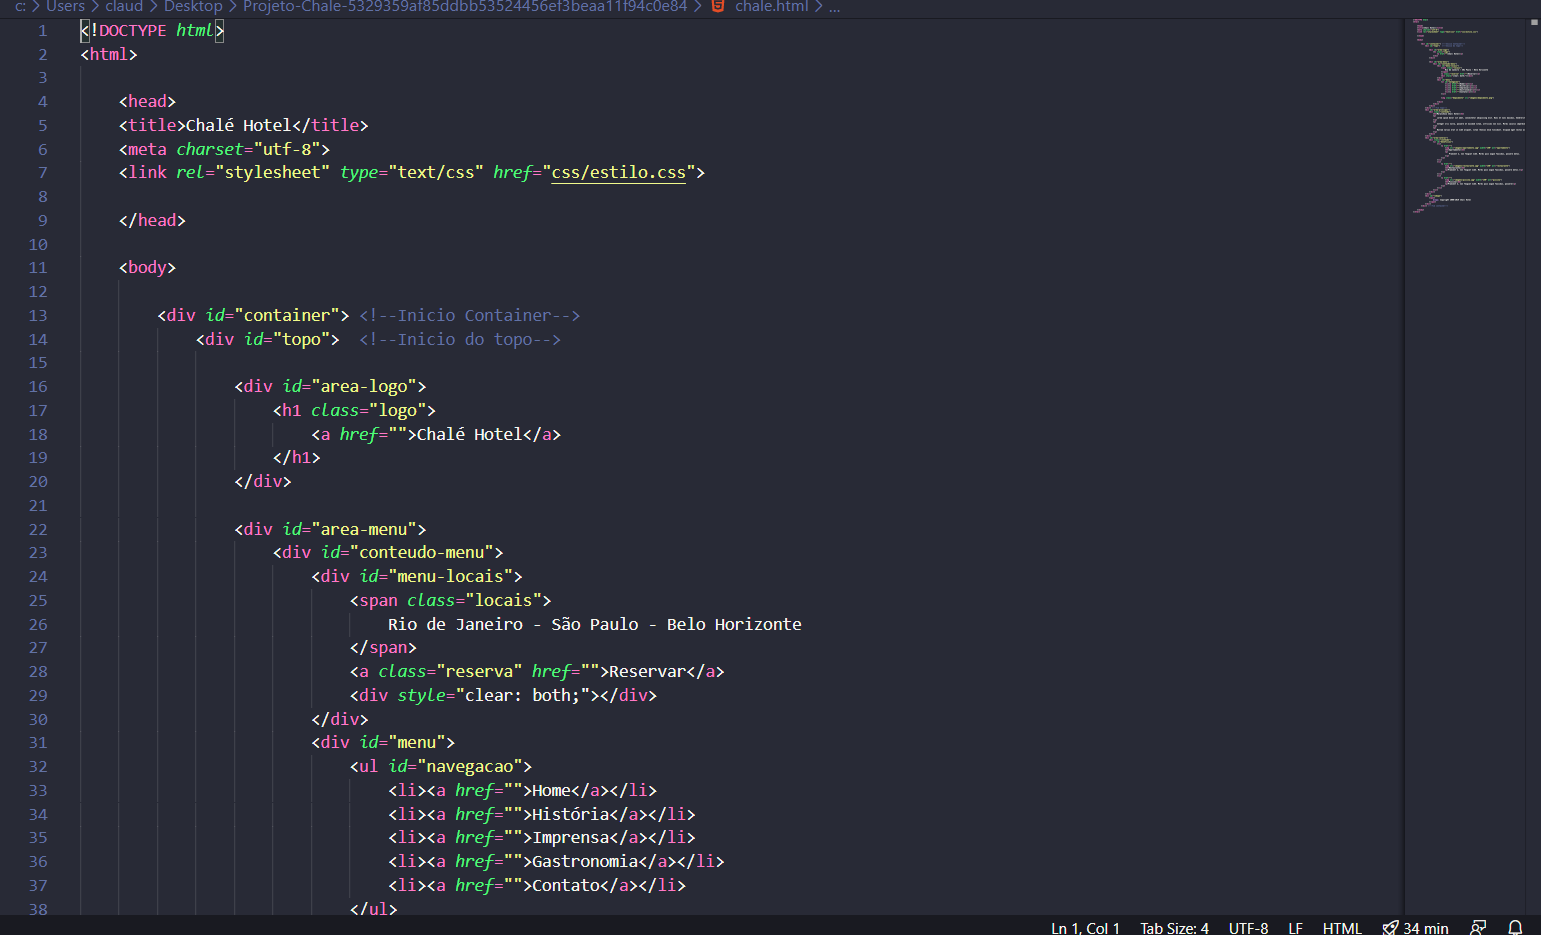 c: > Users > claud > Desktop > Projeto-Chale-5329359af85ddbb53524456ef3beaa11f94c0e84 > chale.html > ...
1 <!DOCTYPE html>
2 <html>
3
4 <head>
5 <title>Chalé Hotel</title>
6 <meta charset="utf-8">
7 <link rel="stylesheet" type="text/css" href="css/estilo.css">
8
9 </head>
10
11 <body>
12
13 <div id="container"> <!--Inicio Container-->
14 <div id="topo">  <!--Inicio do topo-->
15
16 <div id="area-logo">
17 <h1 class="logo">
18 <a href="">Chalé Hotel</a>
19 </h1>
20 </div>
21
22 <div id="area-menu">
23 <div id="conteudo-menu">
24 <div id="menu-locais">
25 <span class="locais">
26 Rio de Janeiro - São Paulo - Belo Horizonte
27 </span>
28 <a class="reserva" href="">Reservar</a>
29 <div style="clear: both;"></div>
30 </div>
31 <div id="menu">
32 <ul id="navegacao">
33 <li><a href="">Home</a></li>
34 <li><a href="">História</a></li>
35 <li><a href="">Imprensa</a></li>
36 <li><a href="">Gastronomia</a></li>
37 <li><a href="">Contato</a></li>
38 </ul>
Ln 1, Col 1 Tab Size: 4 UTF-8 LF HTML 34 min